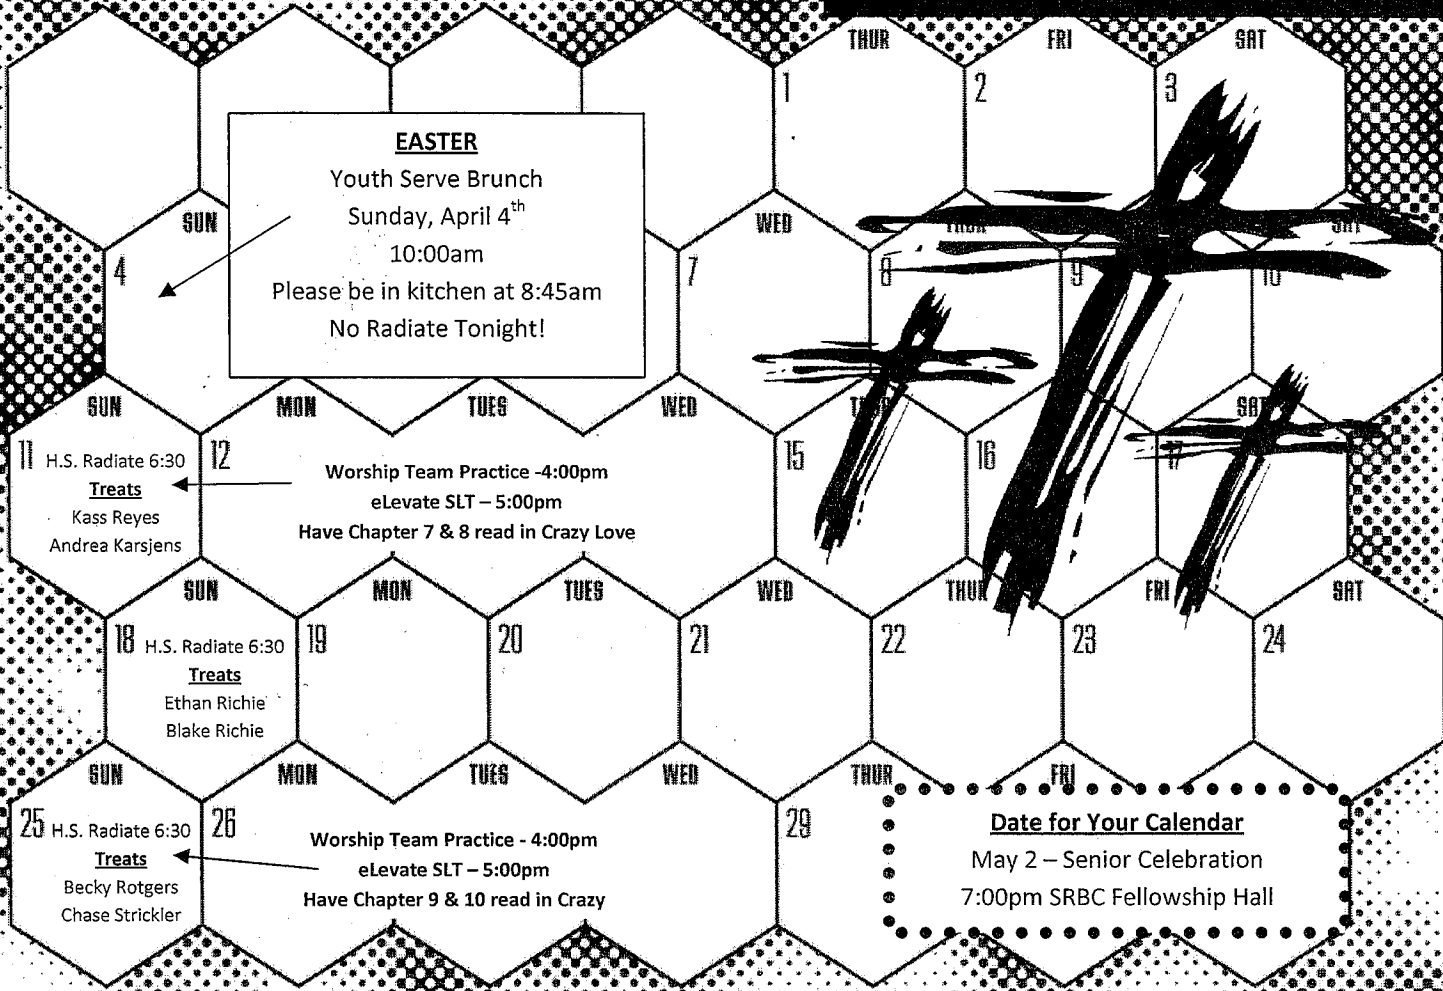 THUR FRI SAT
1 2 3
EASTER
Youth Serve Brunch
Sunday, April 4th
10:00am
Please be in kitchen at 8:45am
No Radiate Tonight!
SUN WED THUR SAT
4 7 8 9 10
SUN MON TUES WED THUR SAT
11 12 15 16 17
H.S. Radiate 6:30
Treats
Kass Reyes
Andrea Karsjens
Worship Team Practice -4:00pm
eLevate SLT – 5:00pm
Have Chapter 7 & 8 read in Crazy Love
SUN MON TUES WED THUR FRI SAT
18 19 20 21 22 23 24
H.S. Radiate 6:30
Treats
Ethan Richie
Blake Richie
SUN MON TUES WED THUR FRI
25 26 29
H.S. Radiate 6:30
Treats
Becky Rotgers
Chase Strickler
Worship Team Practice - 4:00pm
eLevate SLT – 5:00pm
Have Chapter 9 & 10 read in Crazy
Date for Your Calendar
May 2 – Senior Celebration
7:00pm SRBC Fellowship Hall